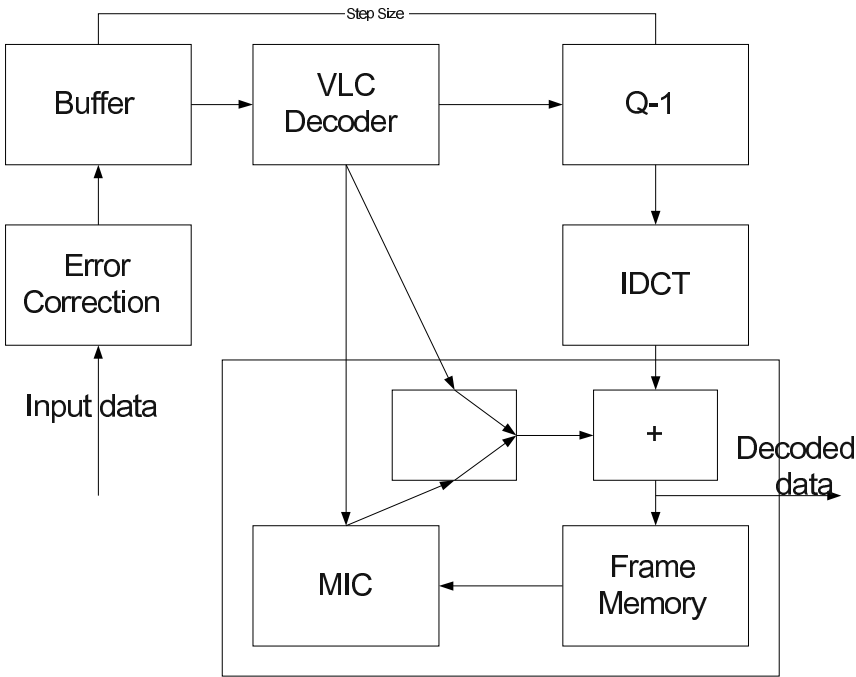 Step Size
Buffer
VLC
Decoder
Q-1
Error
Correction
IDCT
Input data
+
Decoded
data
MIC
Frame
Memory